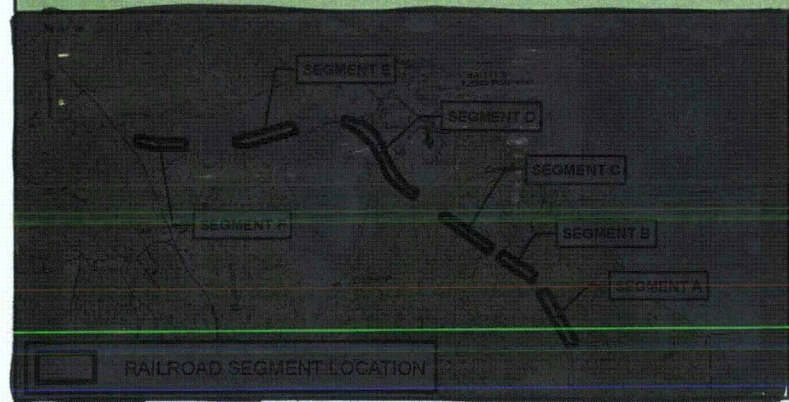 SEGMENT E
SEGMENT D
SEGMENT C
SEGMENT F
SEGMENT B
SEGMENT A
RAILROAD SEGMENT LOCATION